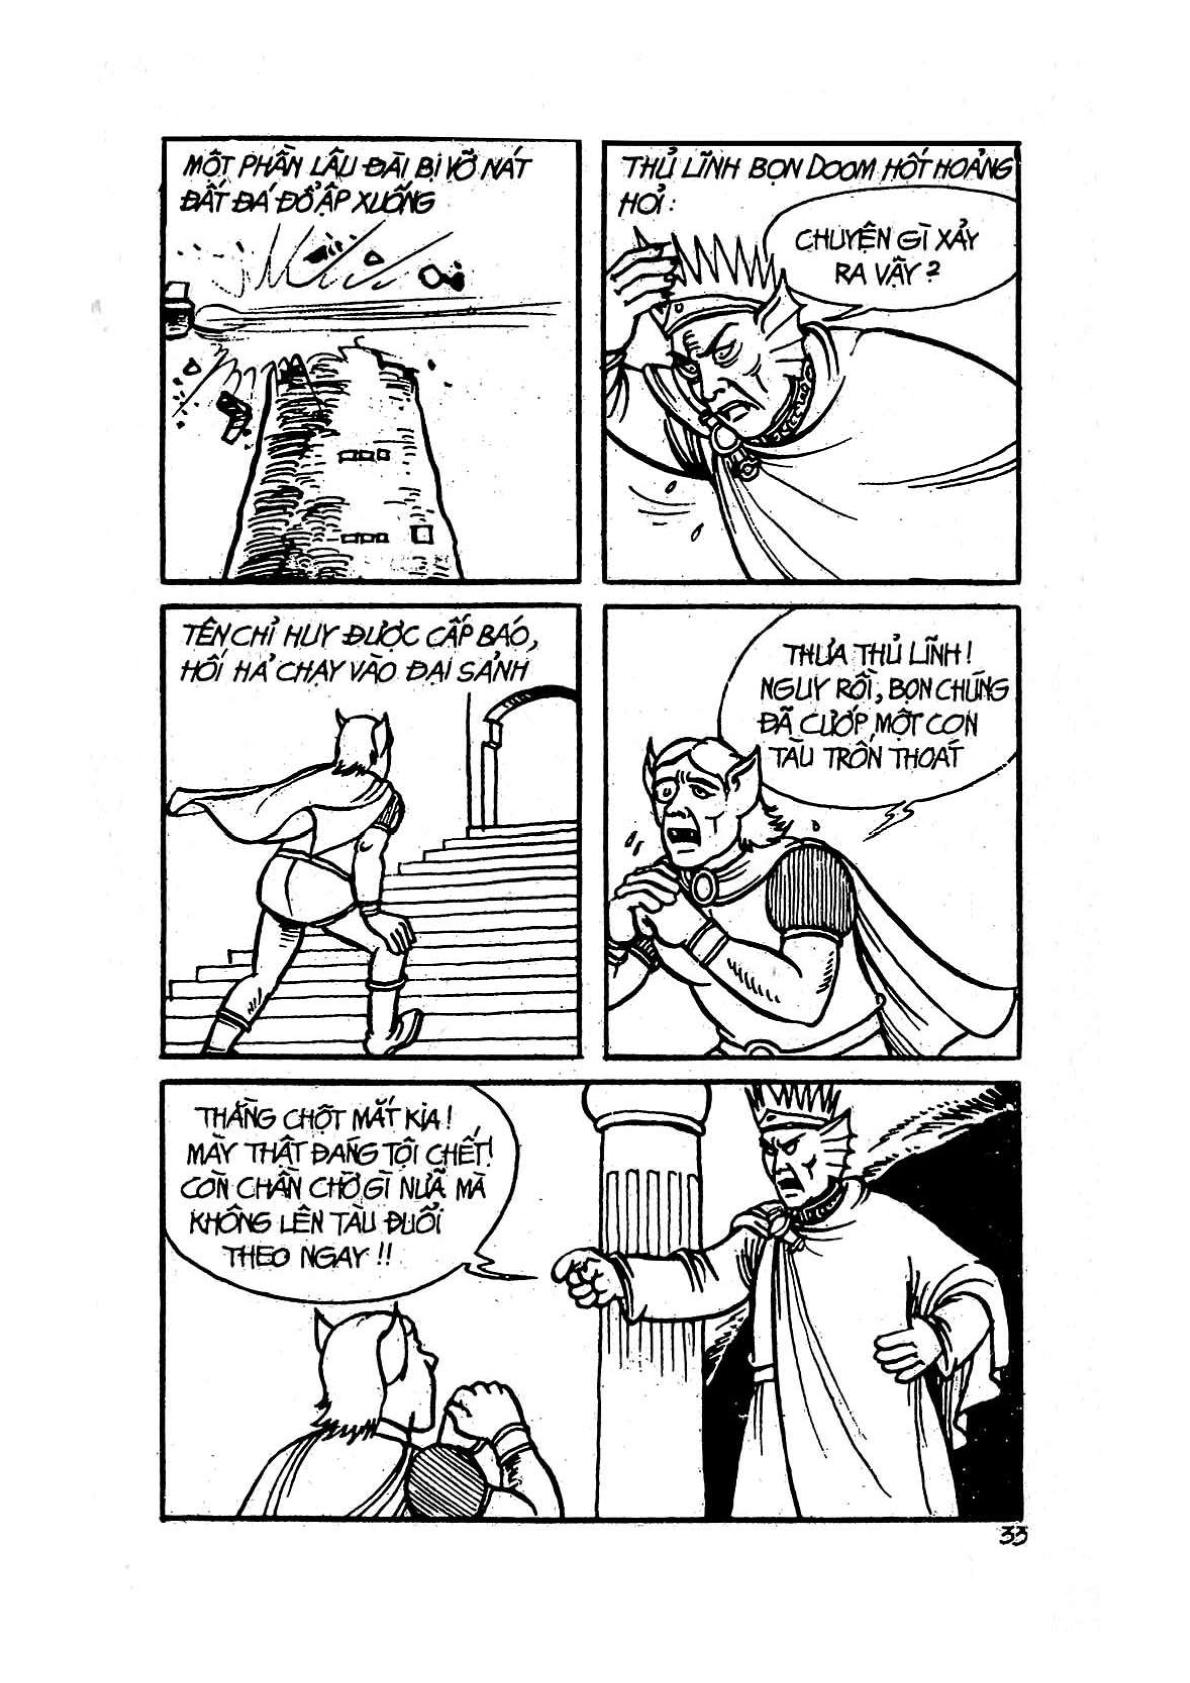 MỘT PHẦN LÂU ĐÀI BỊ VỠ NÁT
ĐẤT ĐÁ ĐỔ ẬP XUỐNG
THỦ LĨNH BỌN DOOM HỐT HOẢNG
HỎI:
CHUYỆN GÌ XẢY
RA VẬY?
TÊN CHỈ HUY ĐƯỢC CẤP BÁO,
HỐI HẢ CHẠY VÀO ĐẠI SẢNH
THƯA THỦ LĨNH!
NGUY RỒI, BỌN CHÚNG
ĐÃ CƯỚP MỘT CON
TÀU TRỐN THOÁT
THẰNG CHỘT MẮT KIA!
MÀY THẬT ĐÁNG TỘI CHẾT!
CÒN CHẦN CHỜ GÌ NỮA MÀ
KHÔNG LÊN TÀU ĐUỔI
THEO NGAY!!
33